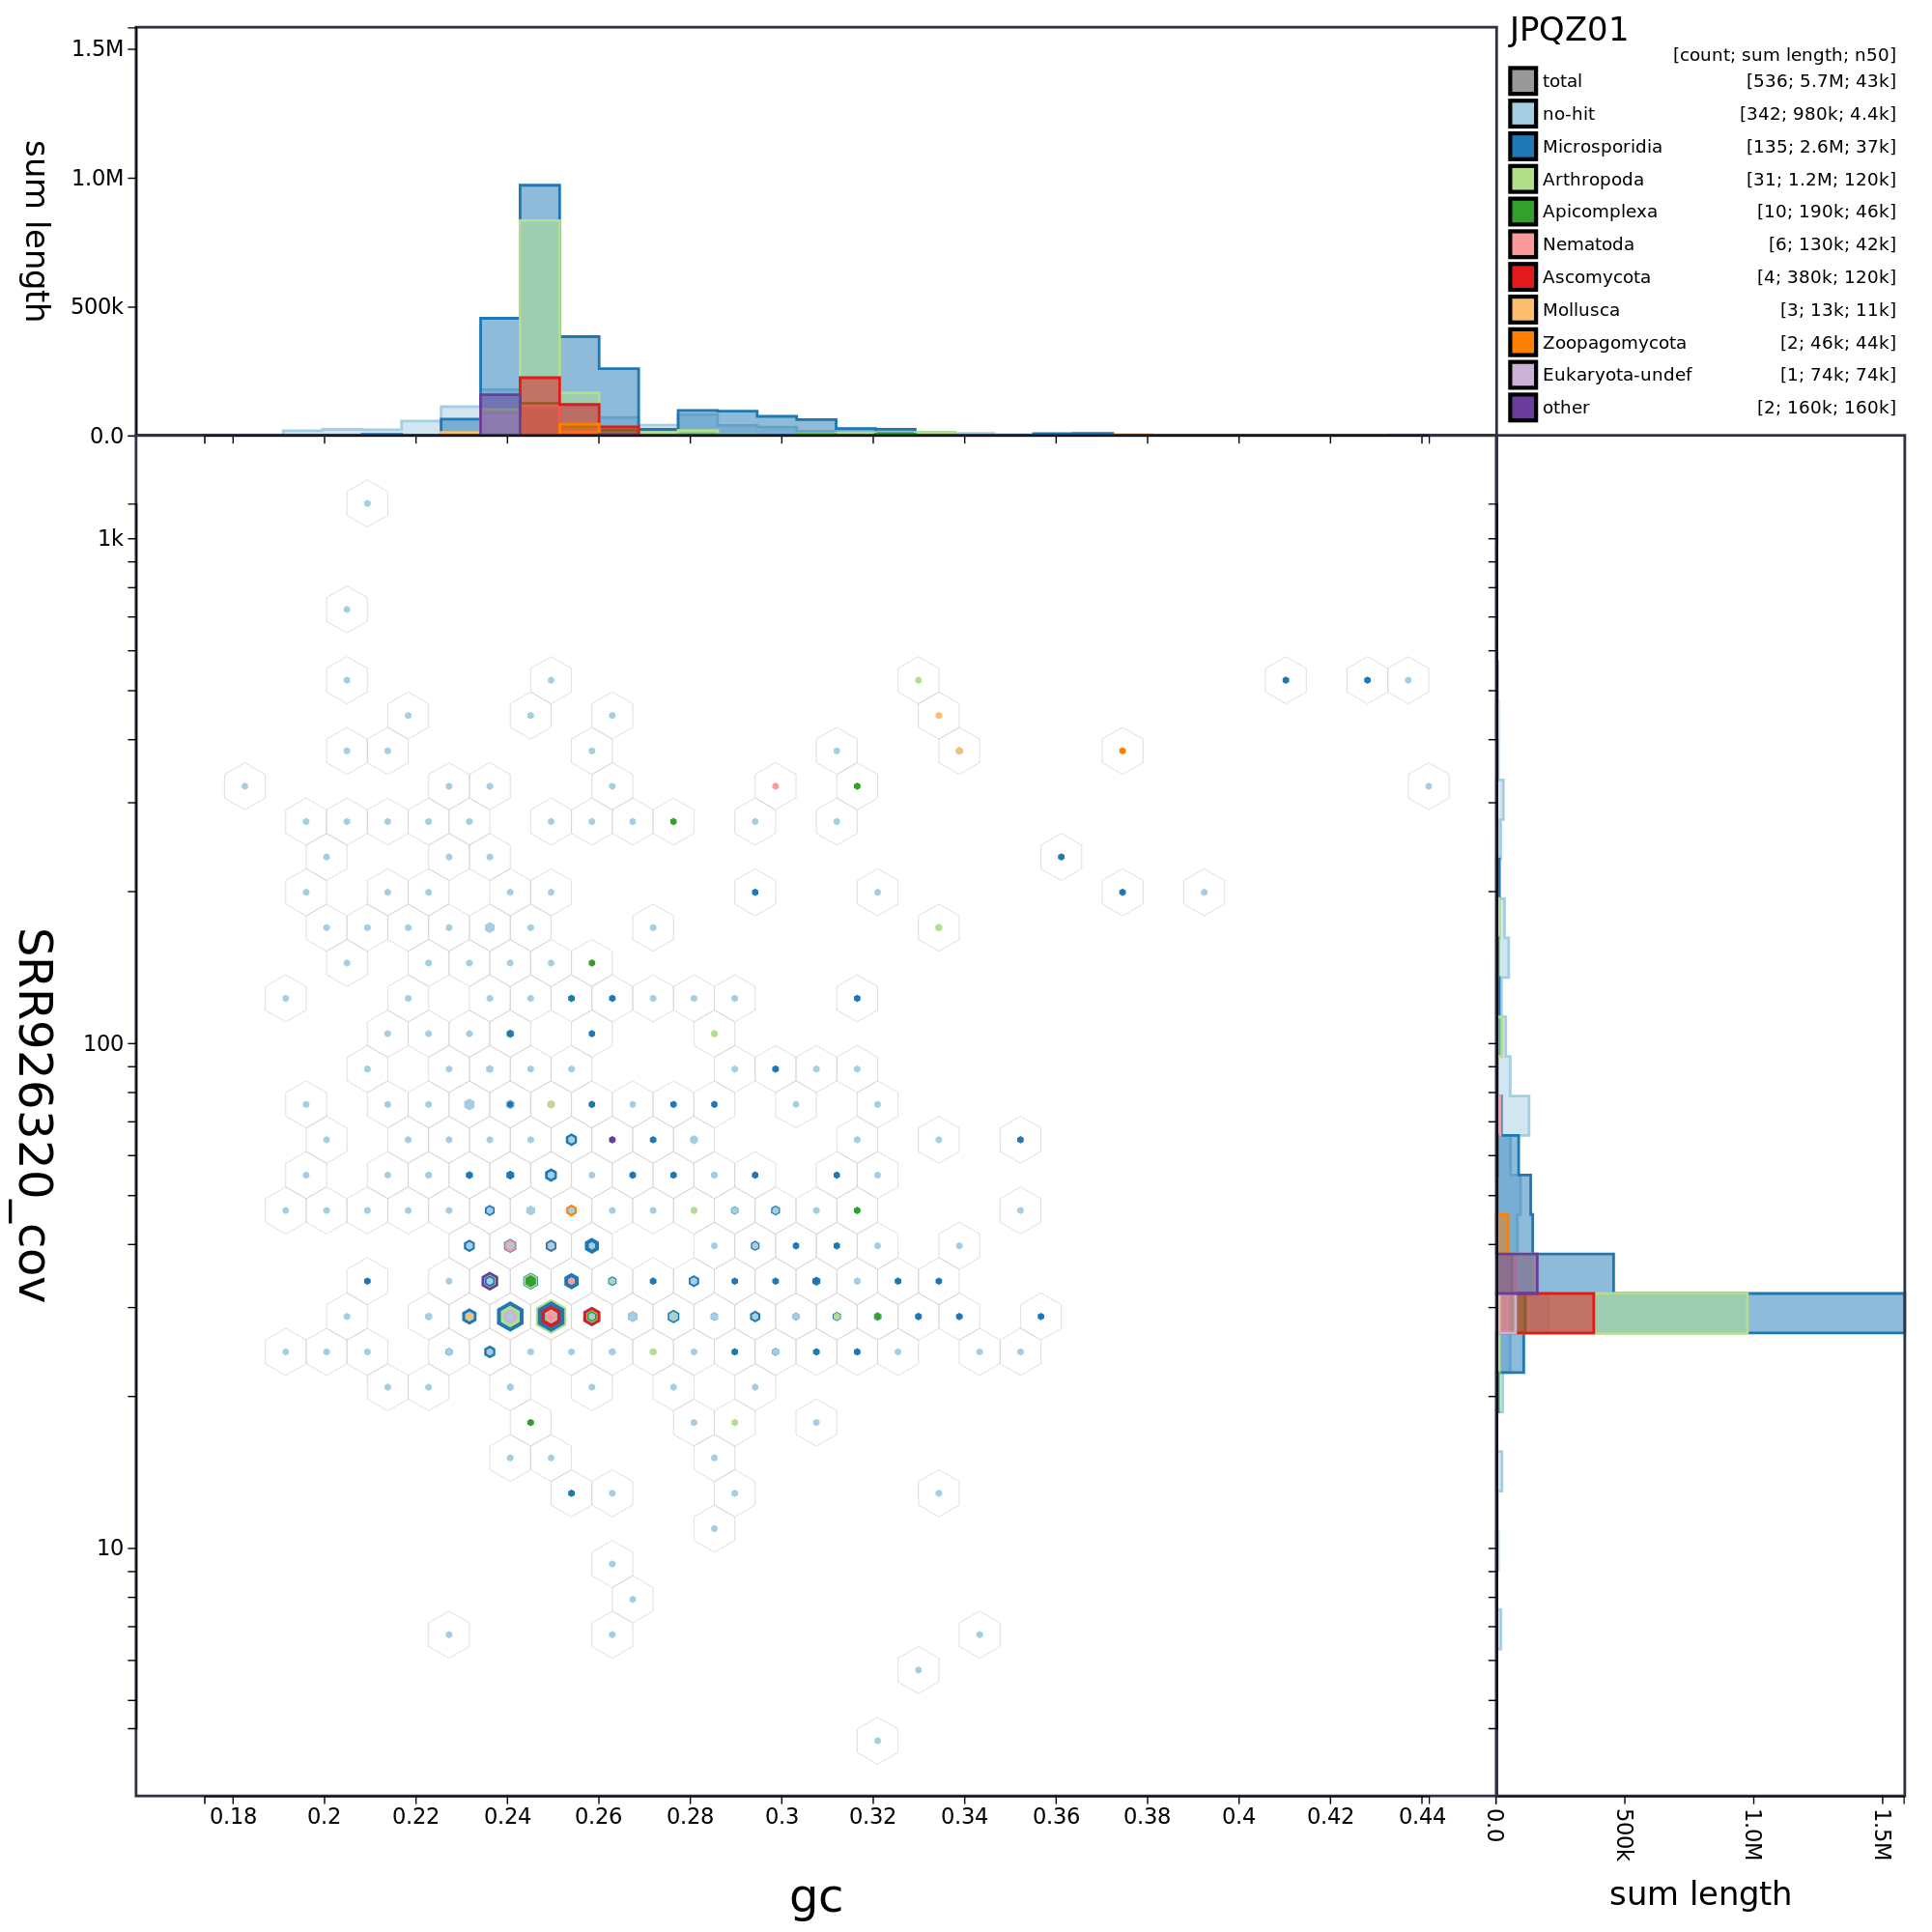 JPQZ01
[count; sum length; n50]
total [536; 5.7M; 43k]
no-hit [342; 980k; 4.4k]
Microsporidia [135; 2.6M; 37k]
Arthropoda [31; 1.2M; 120k]
Apicomplexa [10; 190k; 46k]
Nematoda [6; 130k; 42k]
Ascomycota [4; 380k; 120k]
Mollusca [3; 13k; 11k]
Zoopagomycota [2; 46k; 44k]
Eukaryota-undef [1; 74k; 74k]
other [2; 160k; 160k]
sum length
1.5M
1.0M
500k
0.0
SRR926320_cov
1k
100
10
0.18 0.2 0.22 0.24 0.26 0.28 0.3 0.32 0.34 0.36 0.38 0.4 0.42 0.44
gc
0.0 500k 1.0M 1.5M
sum length